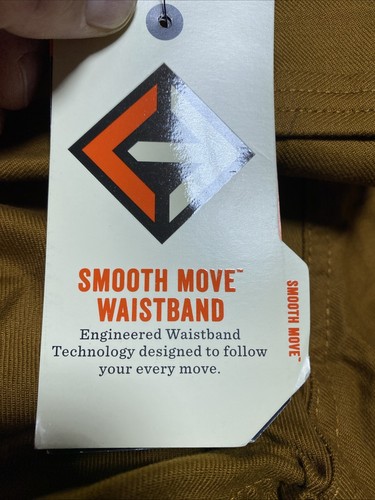 SMOOTH MOVE™
WAISTBAND
Engineered Waistband
Technology designed to follow
your every move.
SMOOTH MOVE™